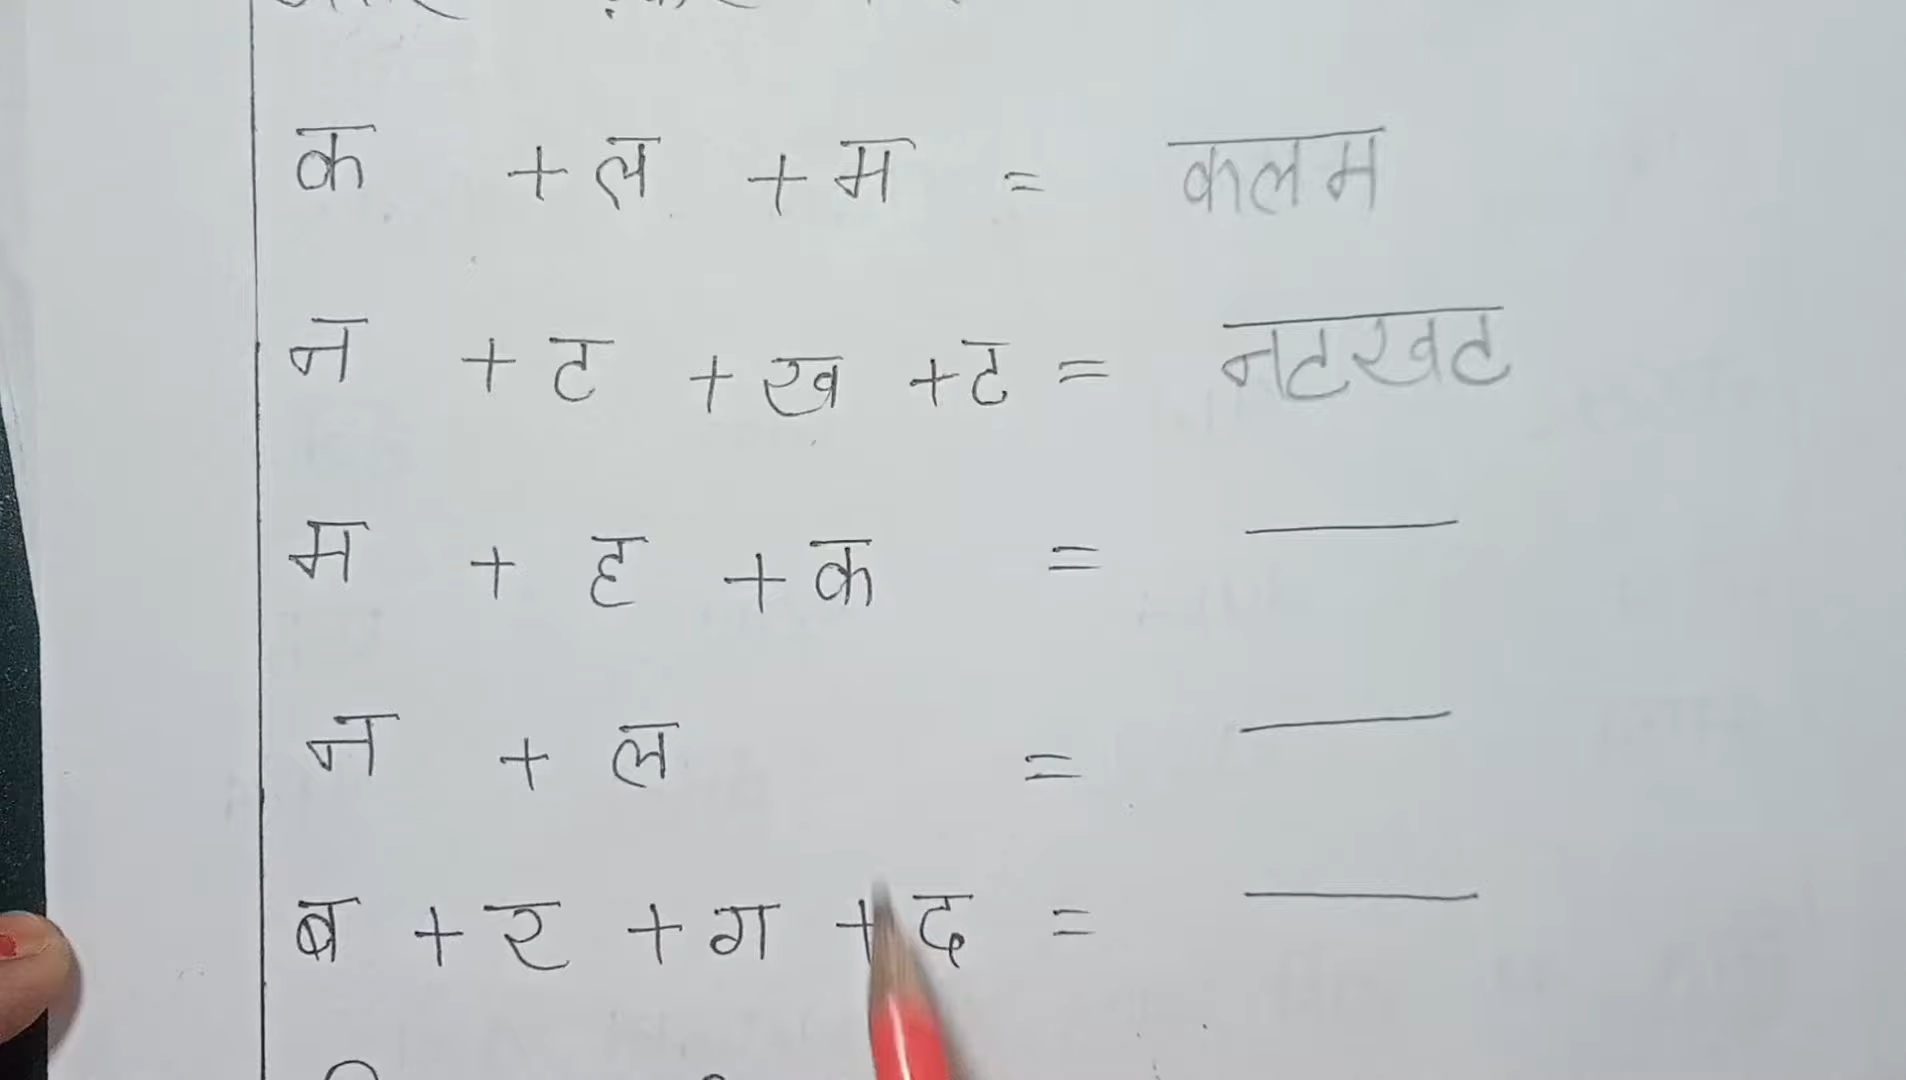 क + ल + म = कलम
न + ट + ख + ट = नटखट
म + ह + क =
न + ल =
ब + र + ग + द =